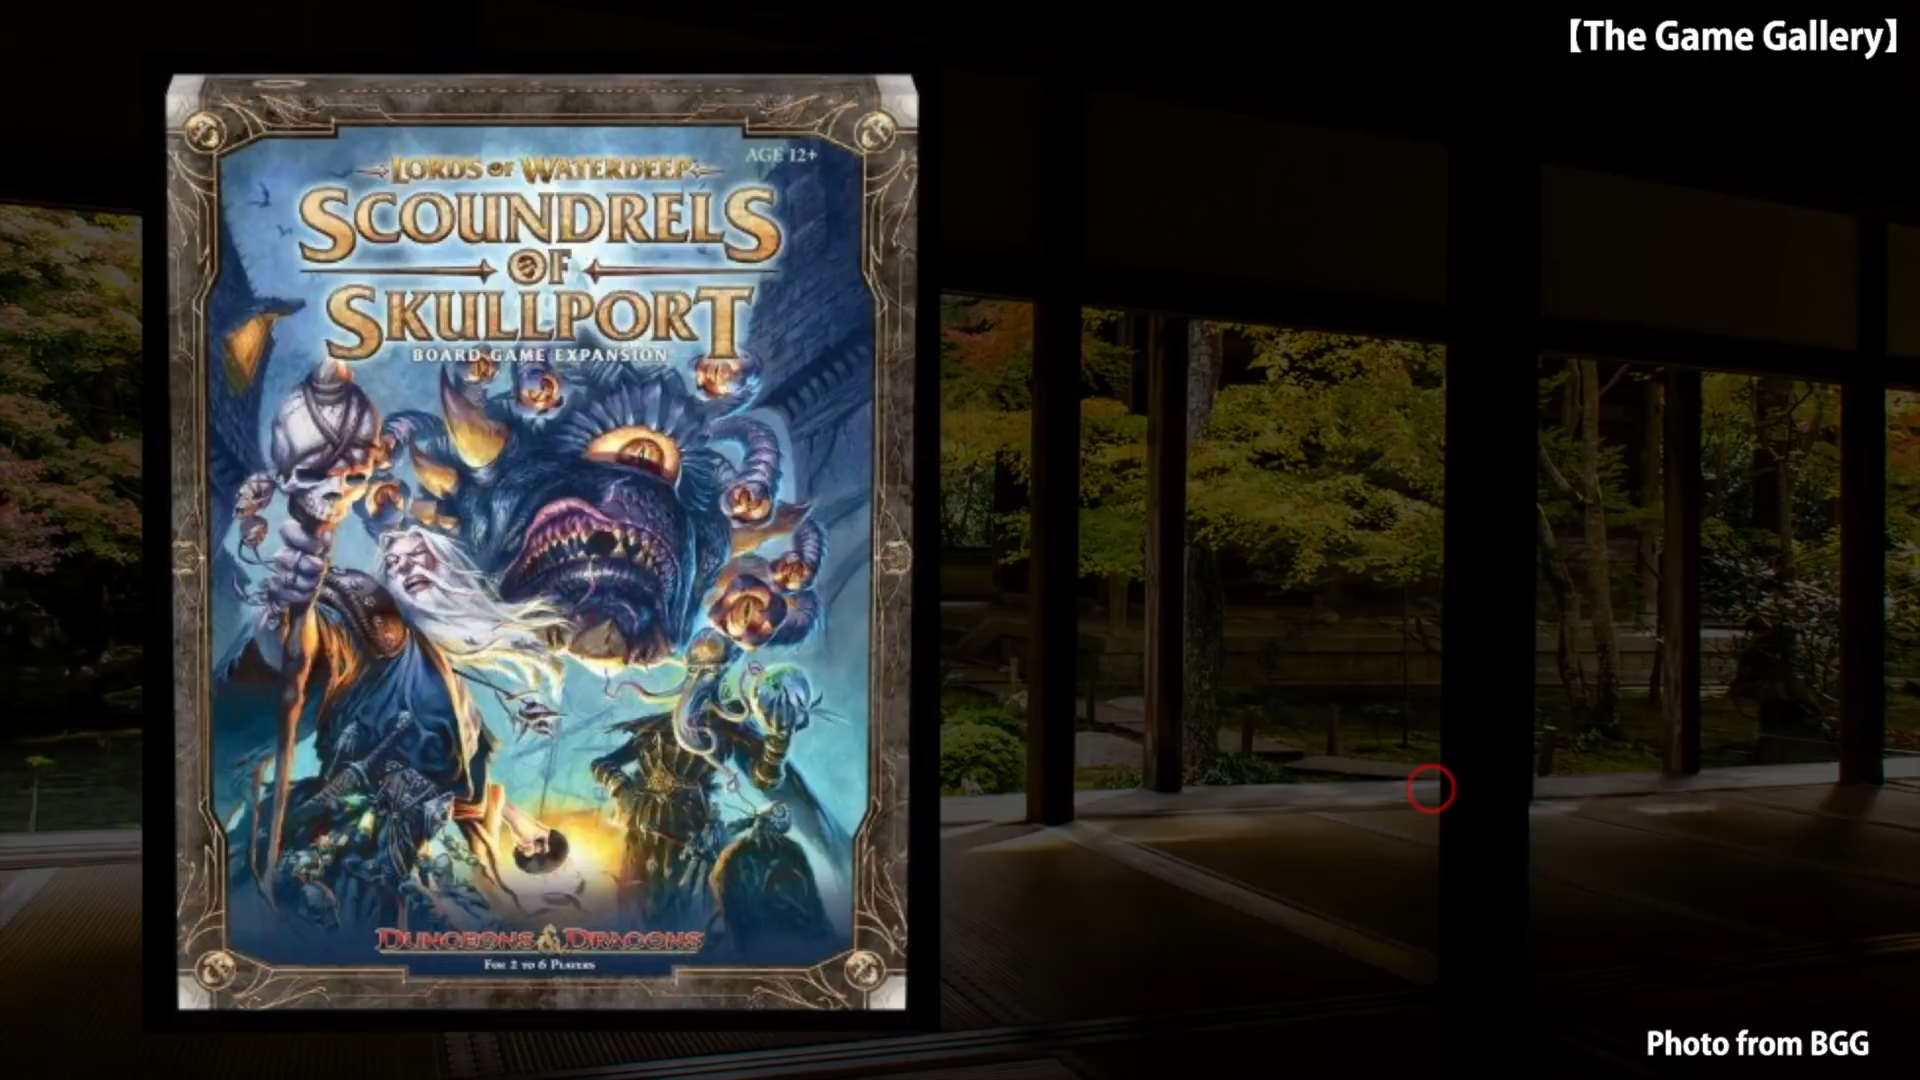 【The Game Gallery】
AGE 12+
LORDS OF WATERDEEP
SCOUNDRELS
OF
SKULLPORT
BOARD GAME EXPANSION
DUNGEONS & DRAGONS
FOR 2 TO 6 PLAYERS
Photo from BGG